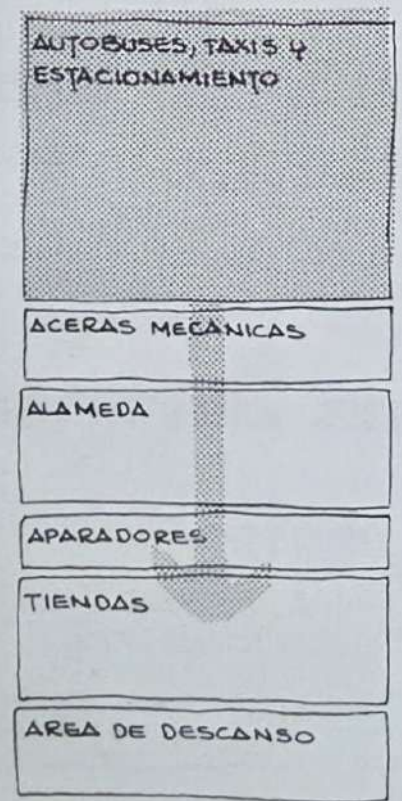 AUTOBUSES, TAXIS Y
ESTACIONAMIENTO
ACERAS MECANICAS
ALAMEDA
APARADORES
TIENDAS
AREA DE DESCANSO